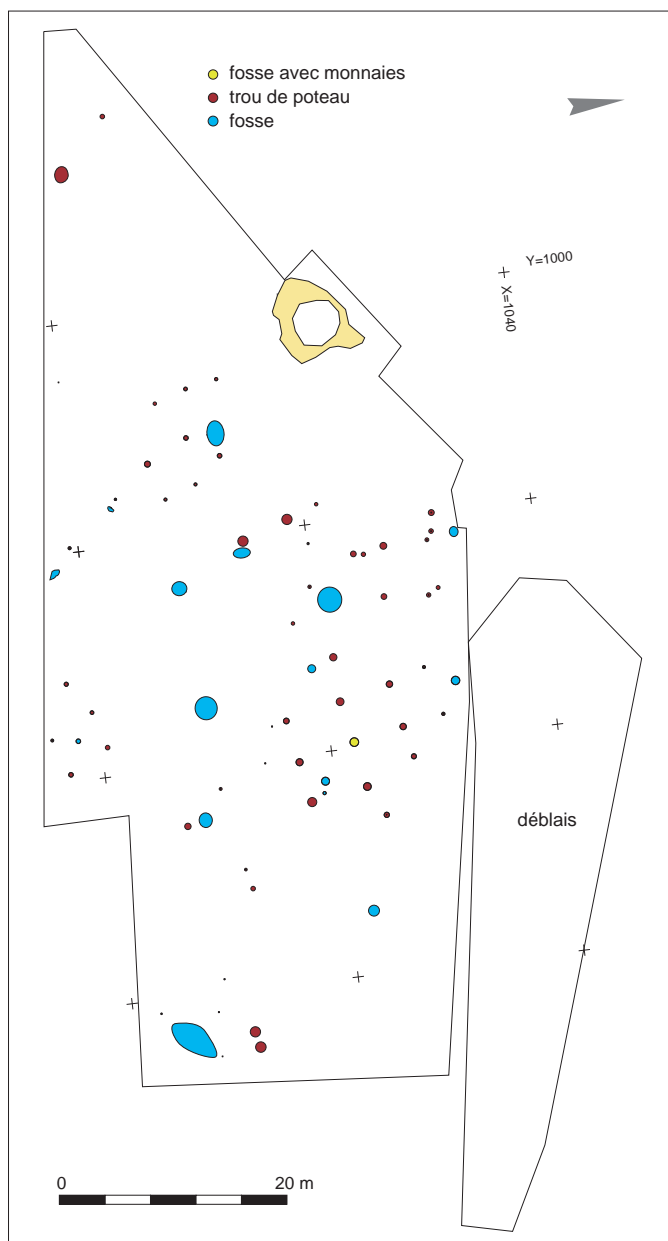 fosse avec monnaies
trou de poteau
fosse
Y=1000
X=1040
déblais
0 20 m